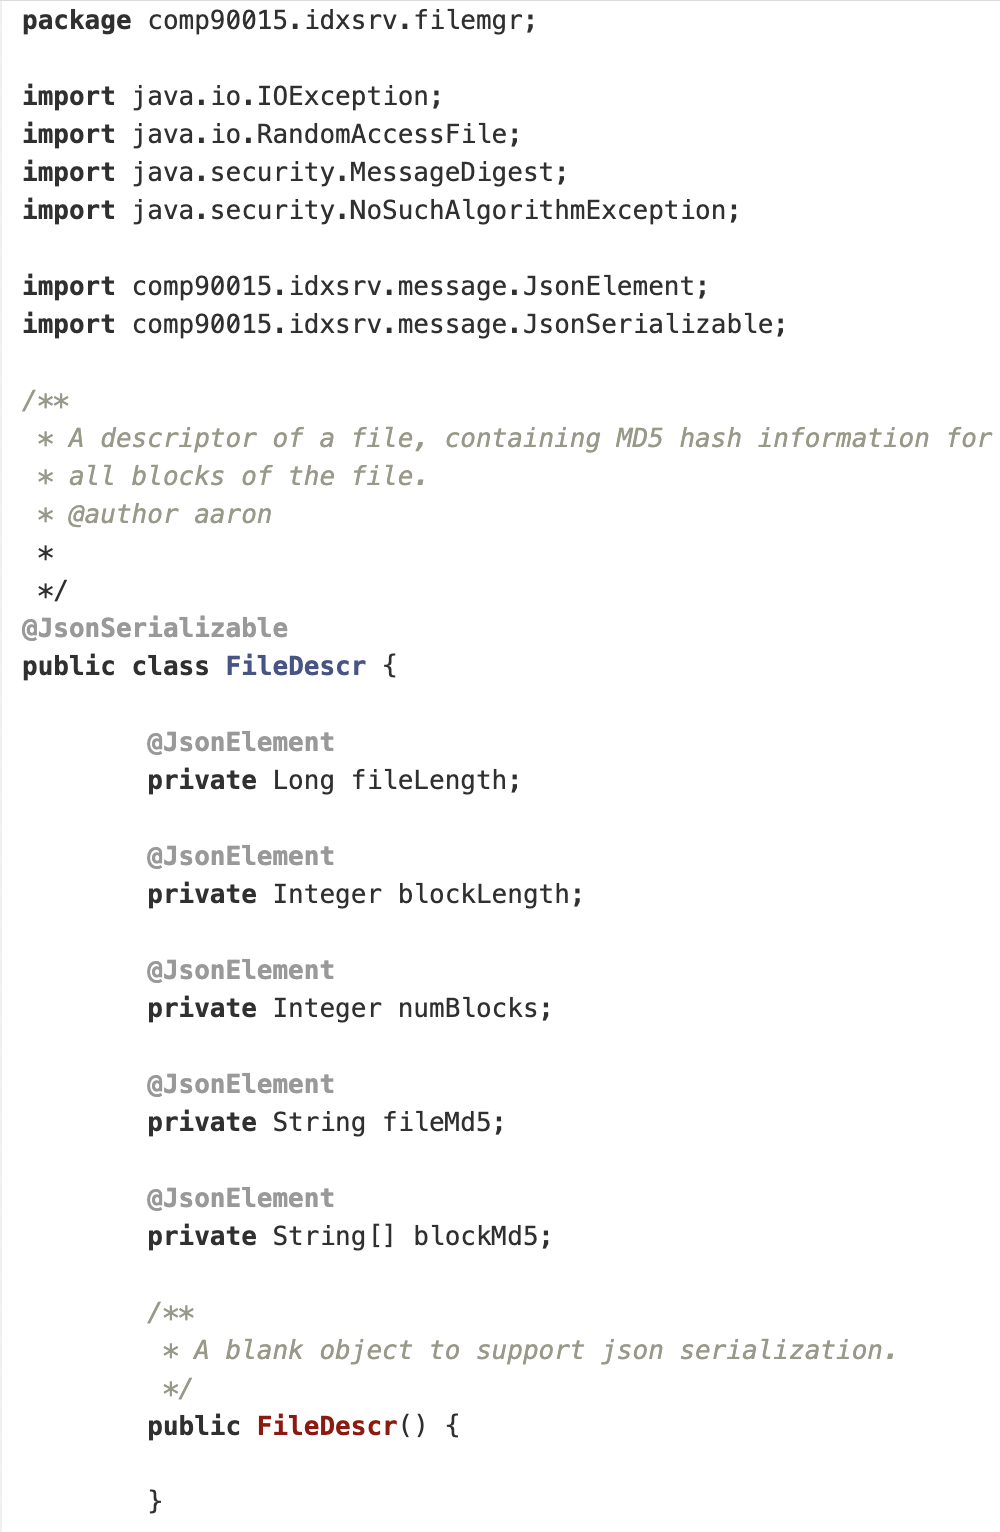 package comp90015.idxsrv.filemgr;
import java.io.IOException;
import java.io.RandomAccessFile;
import java.security.MessageDigest;
import java.security.NoSuchAlgorithmException;
import comp90015.idxsrv.message.JsonElement;
import comp90015.idxsrv.message.JsonSerializable;
/**
 * A descriptor of a file, containing MD5 hash information for
 * all blocks of the file.
 * @author aaron
 *
 */
@JsonSerializable
public class FileDescr {
        @JsonElement
        private Long fileLength;
        @JsonElement
        private Integer blockLength;
        @JsonElement
        private Integer numBlocks;
        @JsonElement
        private String fileMd5;
        @JsonElement
        private String[] blockMd5;
        /**
         * A blank object to support json serialization.
         */
        public FileDescr() {
        }